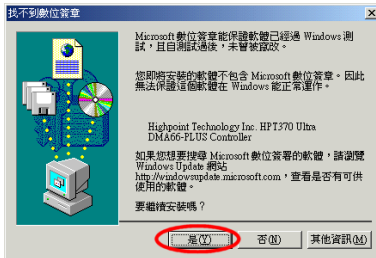 找不到數位簽章
Microsoft 數位簽章能保證軟體已經過 Windows 測
試，且自測試過後，未嘗被竄改。
您即將安裝的軟體不包含 Microsoft 數位簽章。因此
無法保證這個軟體在 Windows 能正常運作。
Highpoint Technology Inc. HPT370 Ultra
DMA66-PLUS Controller
如果您想要搜尋 Microsoft 數位簽署的軟體，請瀏覽
Windows Update 網站
http://windowsupdate.microsoft.com，查看是否有可供
使用的軟體。
要繼續安裝嗎？
是(Y)
否(N)
其他資訊(M)